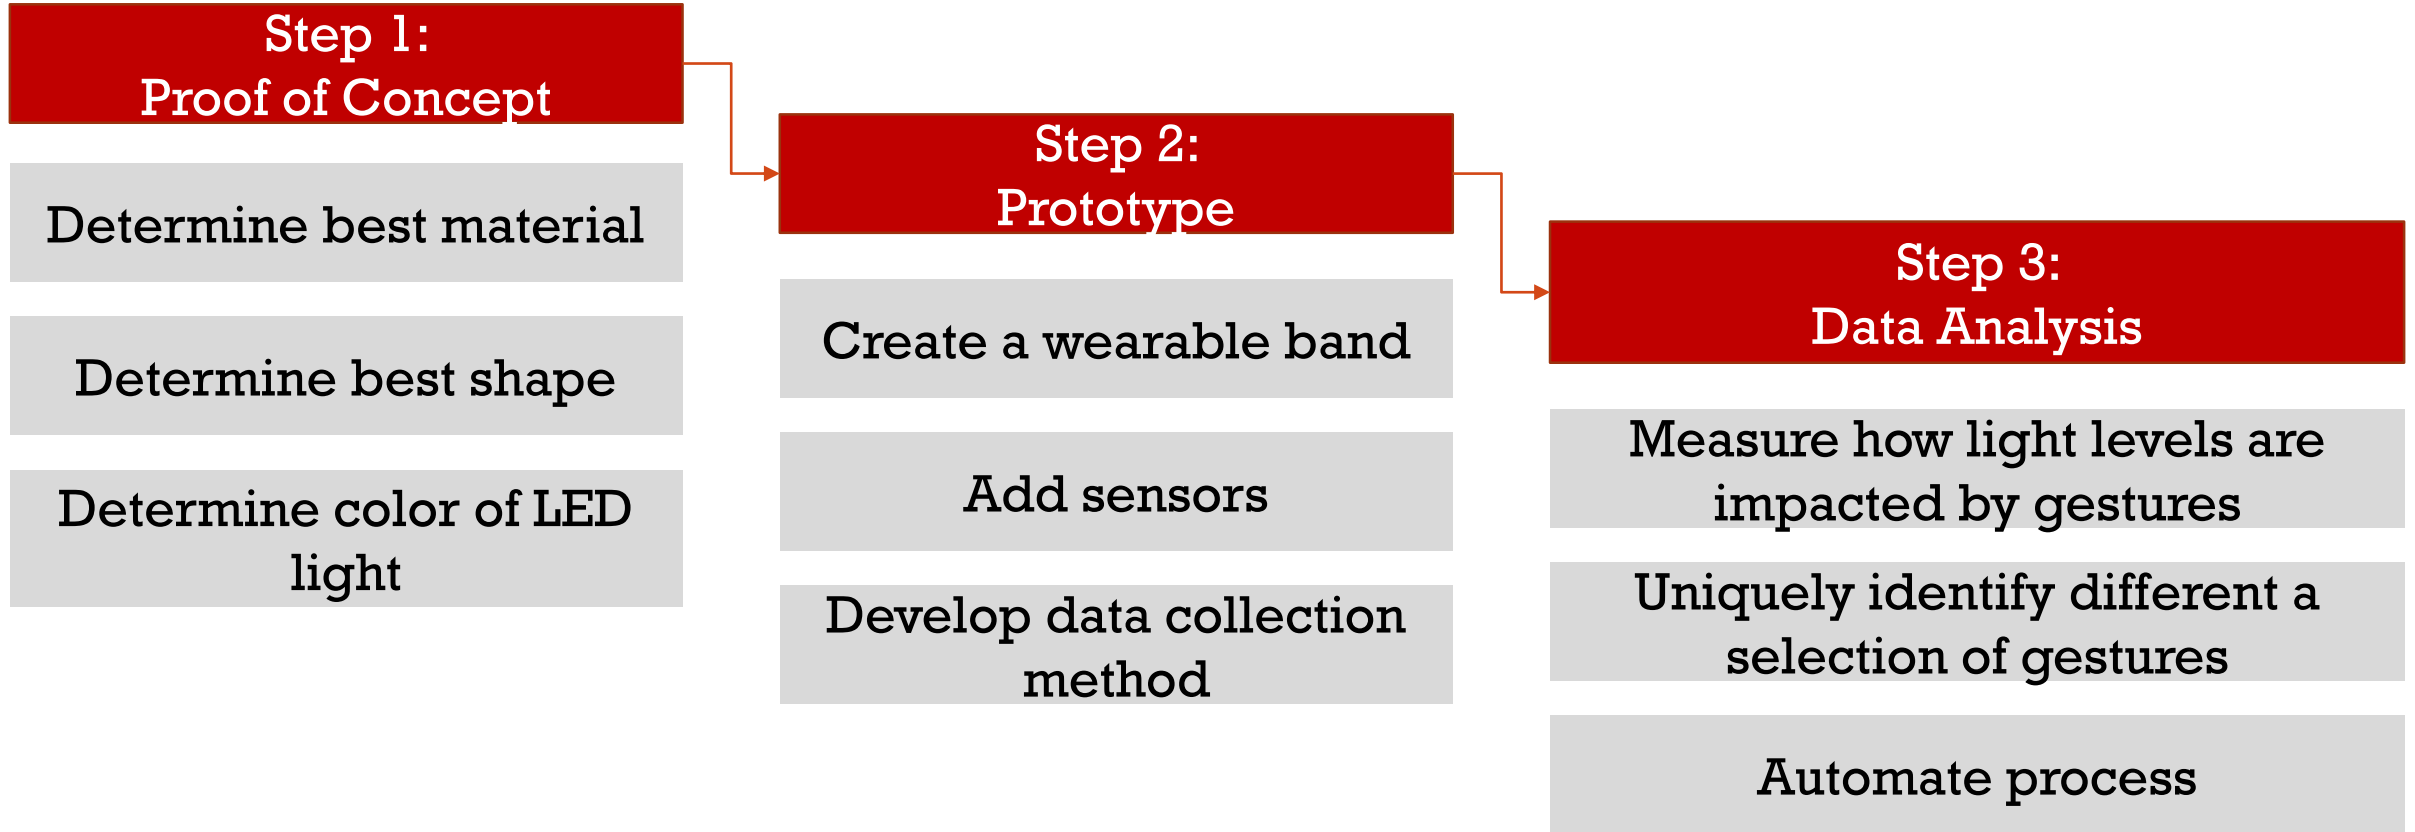 Step 1:
Proof of Concept
Determine best material
Determine best shape
Determine color of LED
light
Step 2:
Prototype
Create a wearable band
Add sensors
Develop data collection
method
Step 3:
Data Analysis
Measure how light levels are
impacted by gestures
Uniquely identify different a
selection of gestures
Automate process